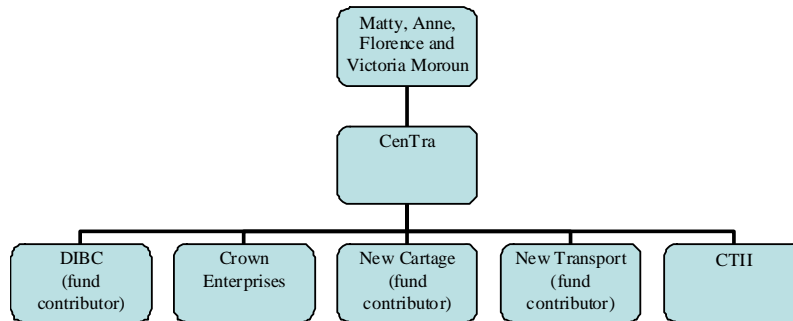 Matty, Anne,
Florence and
Victoria Moroun
CenTra
DIBC
(fund
contributor)
Crown
Enterprises
New Cartage
(fund
contributor)
New Transport
(fund
contributor)
CTII